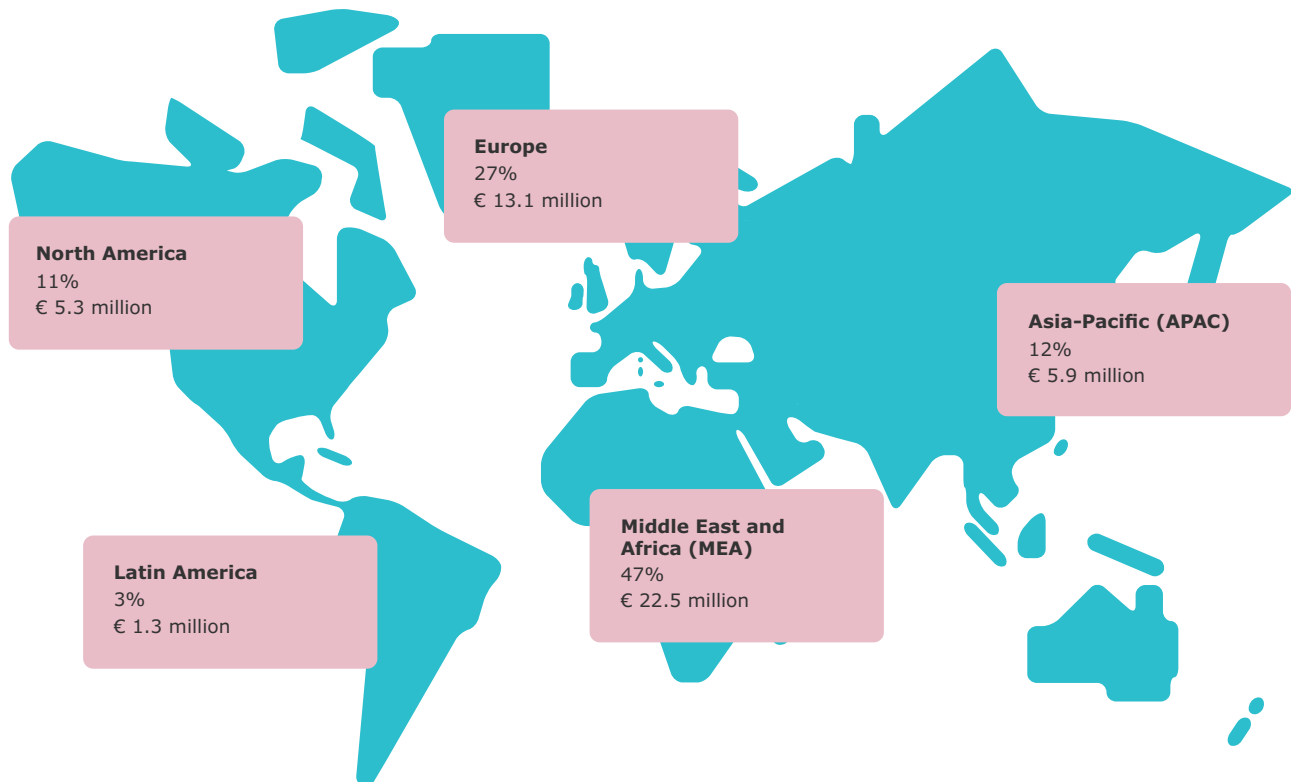 Europe
27%
€ 13.1 million
North America
11%
€ 5.3 million
Asia-Pacific (APAC)
12%
€ 5.9 million
Middle East and
Africa (MEA)
47%
€ 22.5 million
Latin America
3%
€ 1.3 million